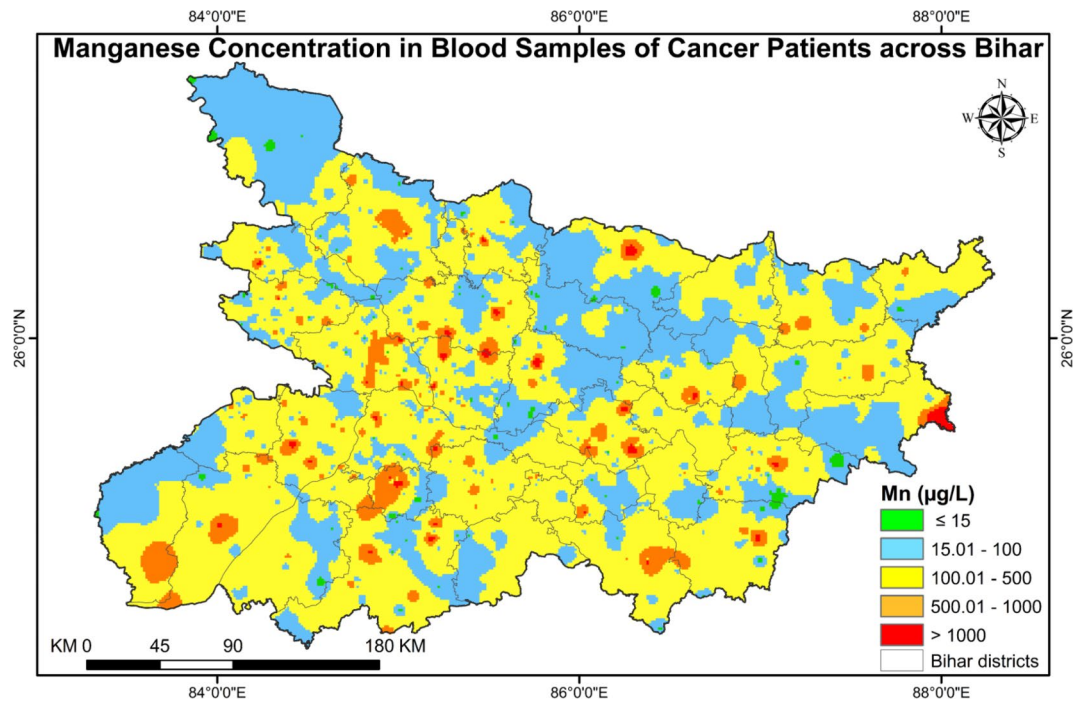 84°0'0"E 86°0'0"E 88°0'0"E
Manganese Concentration in Blood Samples of Cancer Patients across Bihar
N
W E
S
26°0'0"N 26°0'0"N
Mn (µg/L)
≤ 15
15.01 - 100
100.01 - 500
500.01 - 1000
> 1000
Bihar districts
KM 0 45 90 180 KM
84°0'0"E 86°0'0"E 88°0'0"E